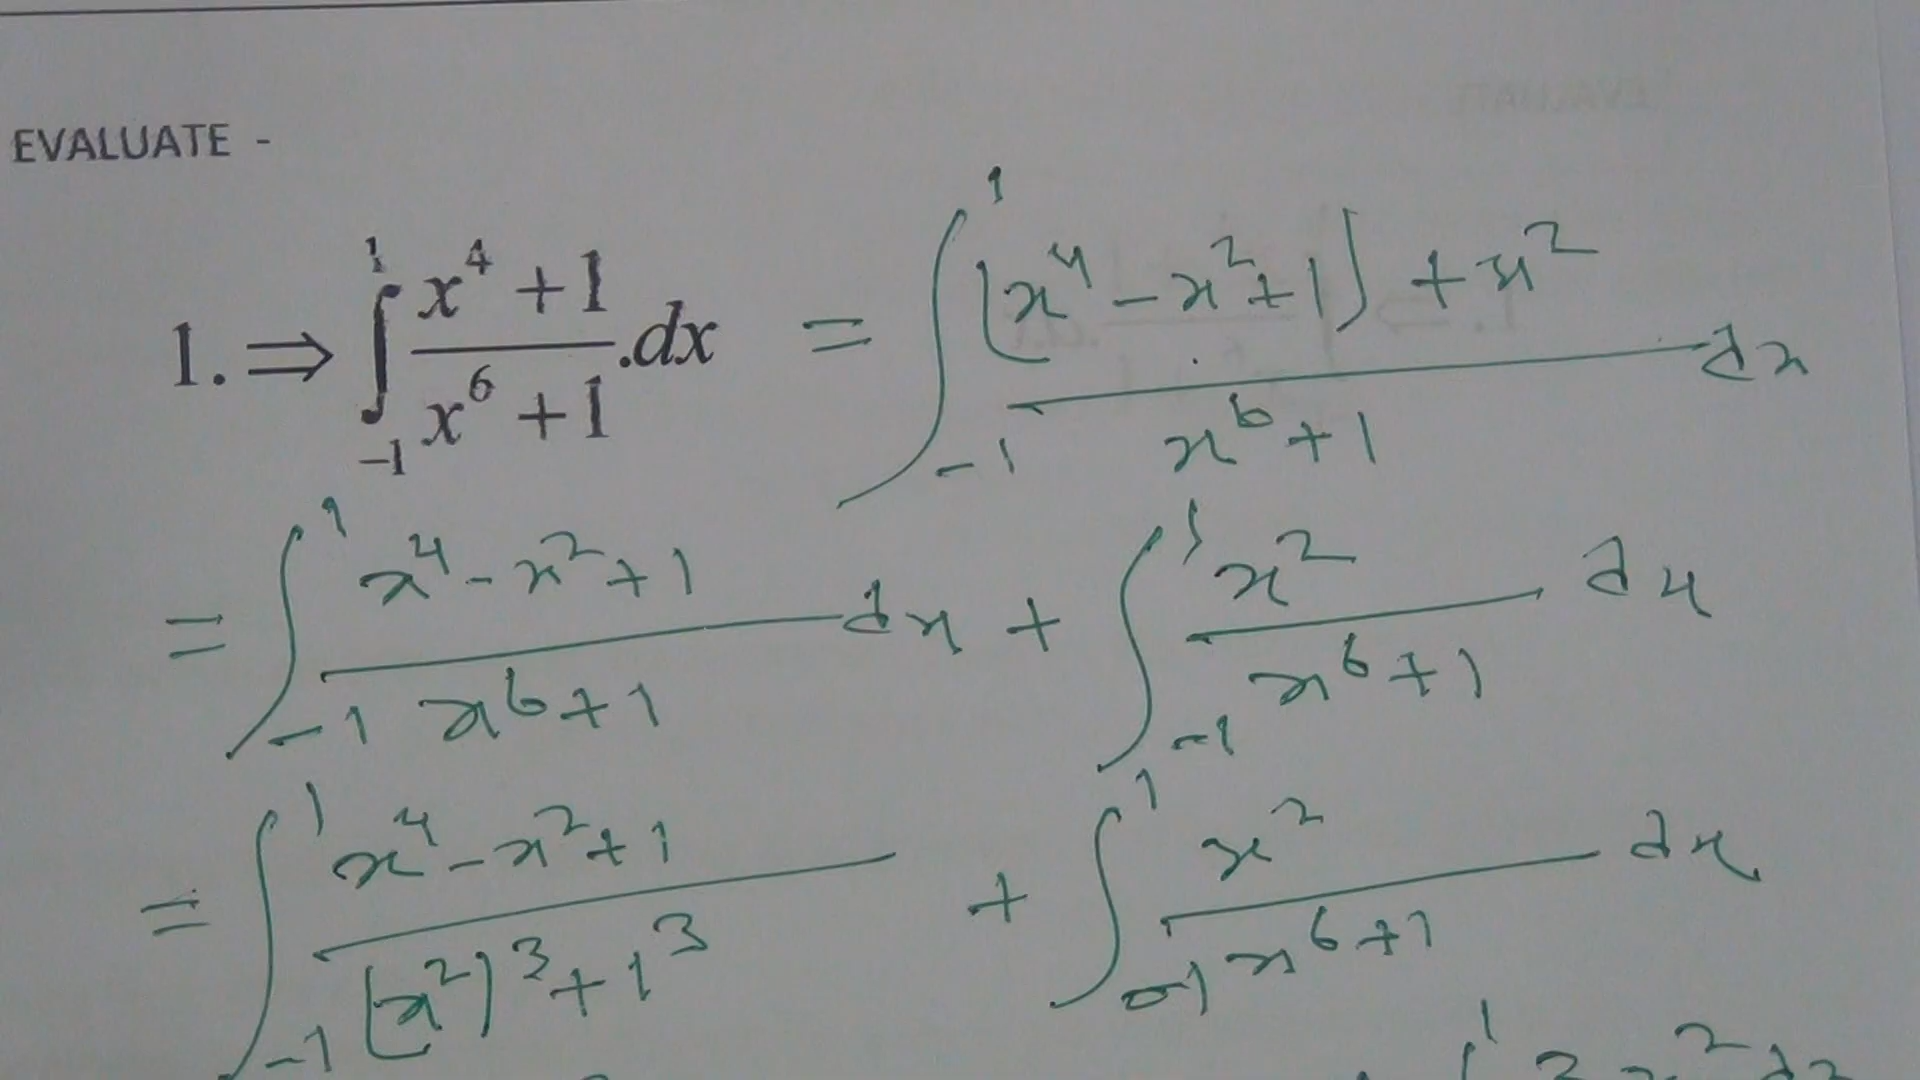 EVALUATE -
1. ⇒ ∫_{-1}^{1} (x^4 + 1)/(x^6 + 1) .dx = ∫_{-1}^{1} ((x^4 - x^2 + 1) + x^2)/(x^6 + 1) dx
= ∫_{-1}^{1} (x^4 - x^2 + 1)/(x^6 + 1) dx + ∫_{-1}^{1} x^2/(x^6 + 1) dx
= ∫_{-1}^{1} (x^4 - x^2 + 1)/((x^2)^3 + 1^3) + ∫_{-1}^{1} x^2/(x^6 + 1) dx